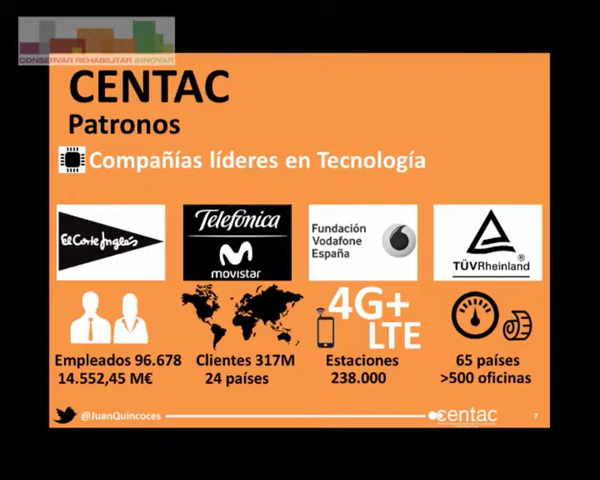 CONSERVAR REHABILITAR INNOVAR
CENTAC
Patronos
Compañías líderes en Tecnología
El Corte Inglés
Telefónica
movistar
Fundación
Vodafone
España
TÜVRheinland®
4G+
LTE
Empleados 96.678
14.552,45 M€
Clientes 317M
24 países
Estaciones
238.000
65 países
>500 oficinas
@JuanQuincoces
centac
7